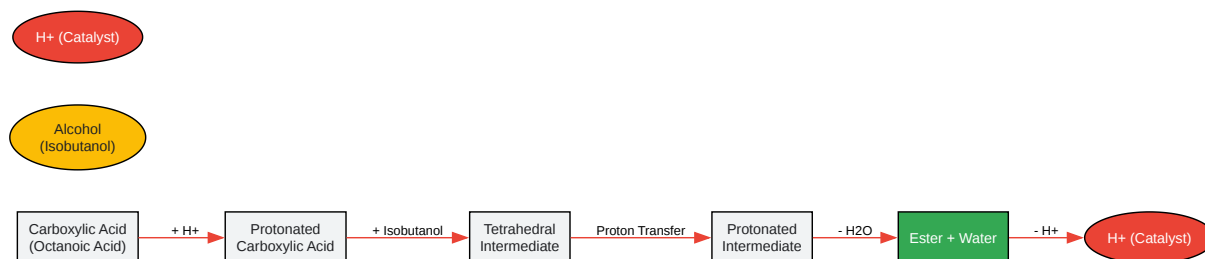 H+ (Catalyst)
Alcohol
(Isobutanol)
Carboxylic Acid
(Octanoic Acid)
+ H+
Protonated
Carboxylic Acid
+ Isobutanol
Tetrahedral
Intermediate
Proton Transfer
Protonated
Intermediate
- H2O
Ester + Water
- H+
H+ (Catalyst)